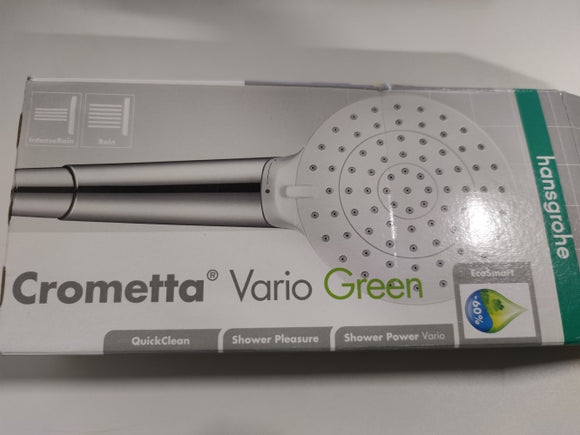 IntenseRain
Rain
hansgrohe
Crometta® Vario Green
EcoSmart
-60%
QuickClean
Shower Pleasure
Shower Power Vario